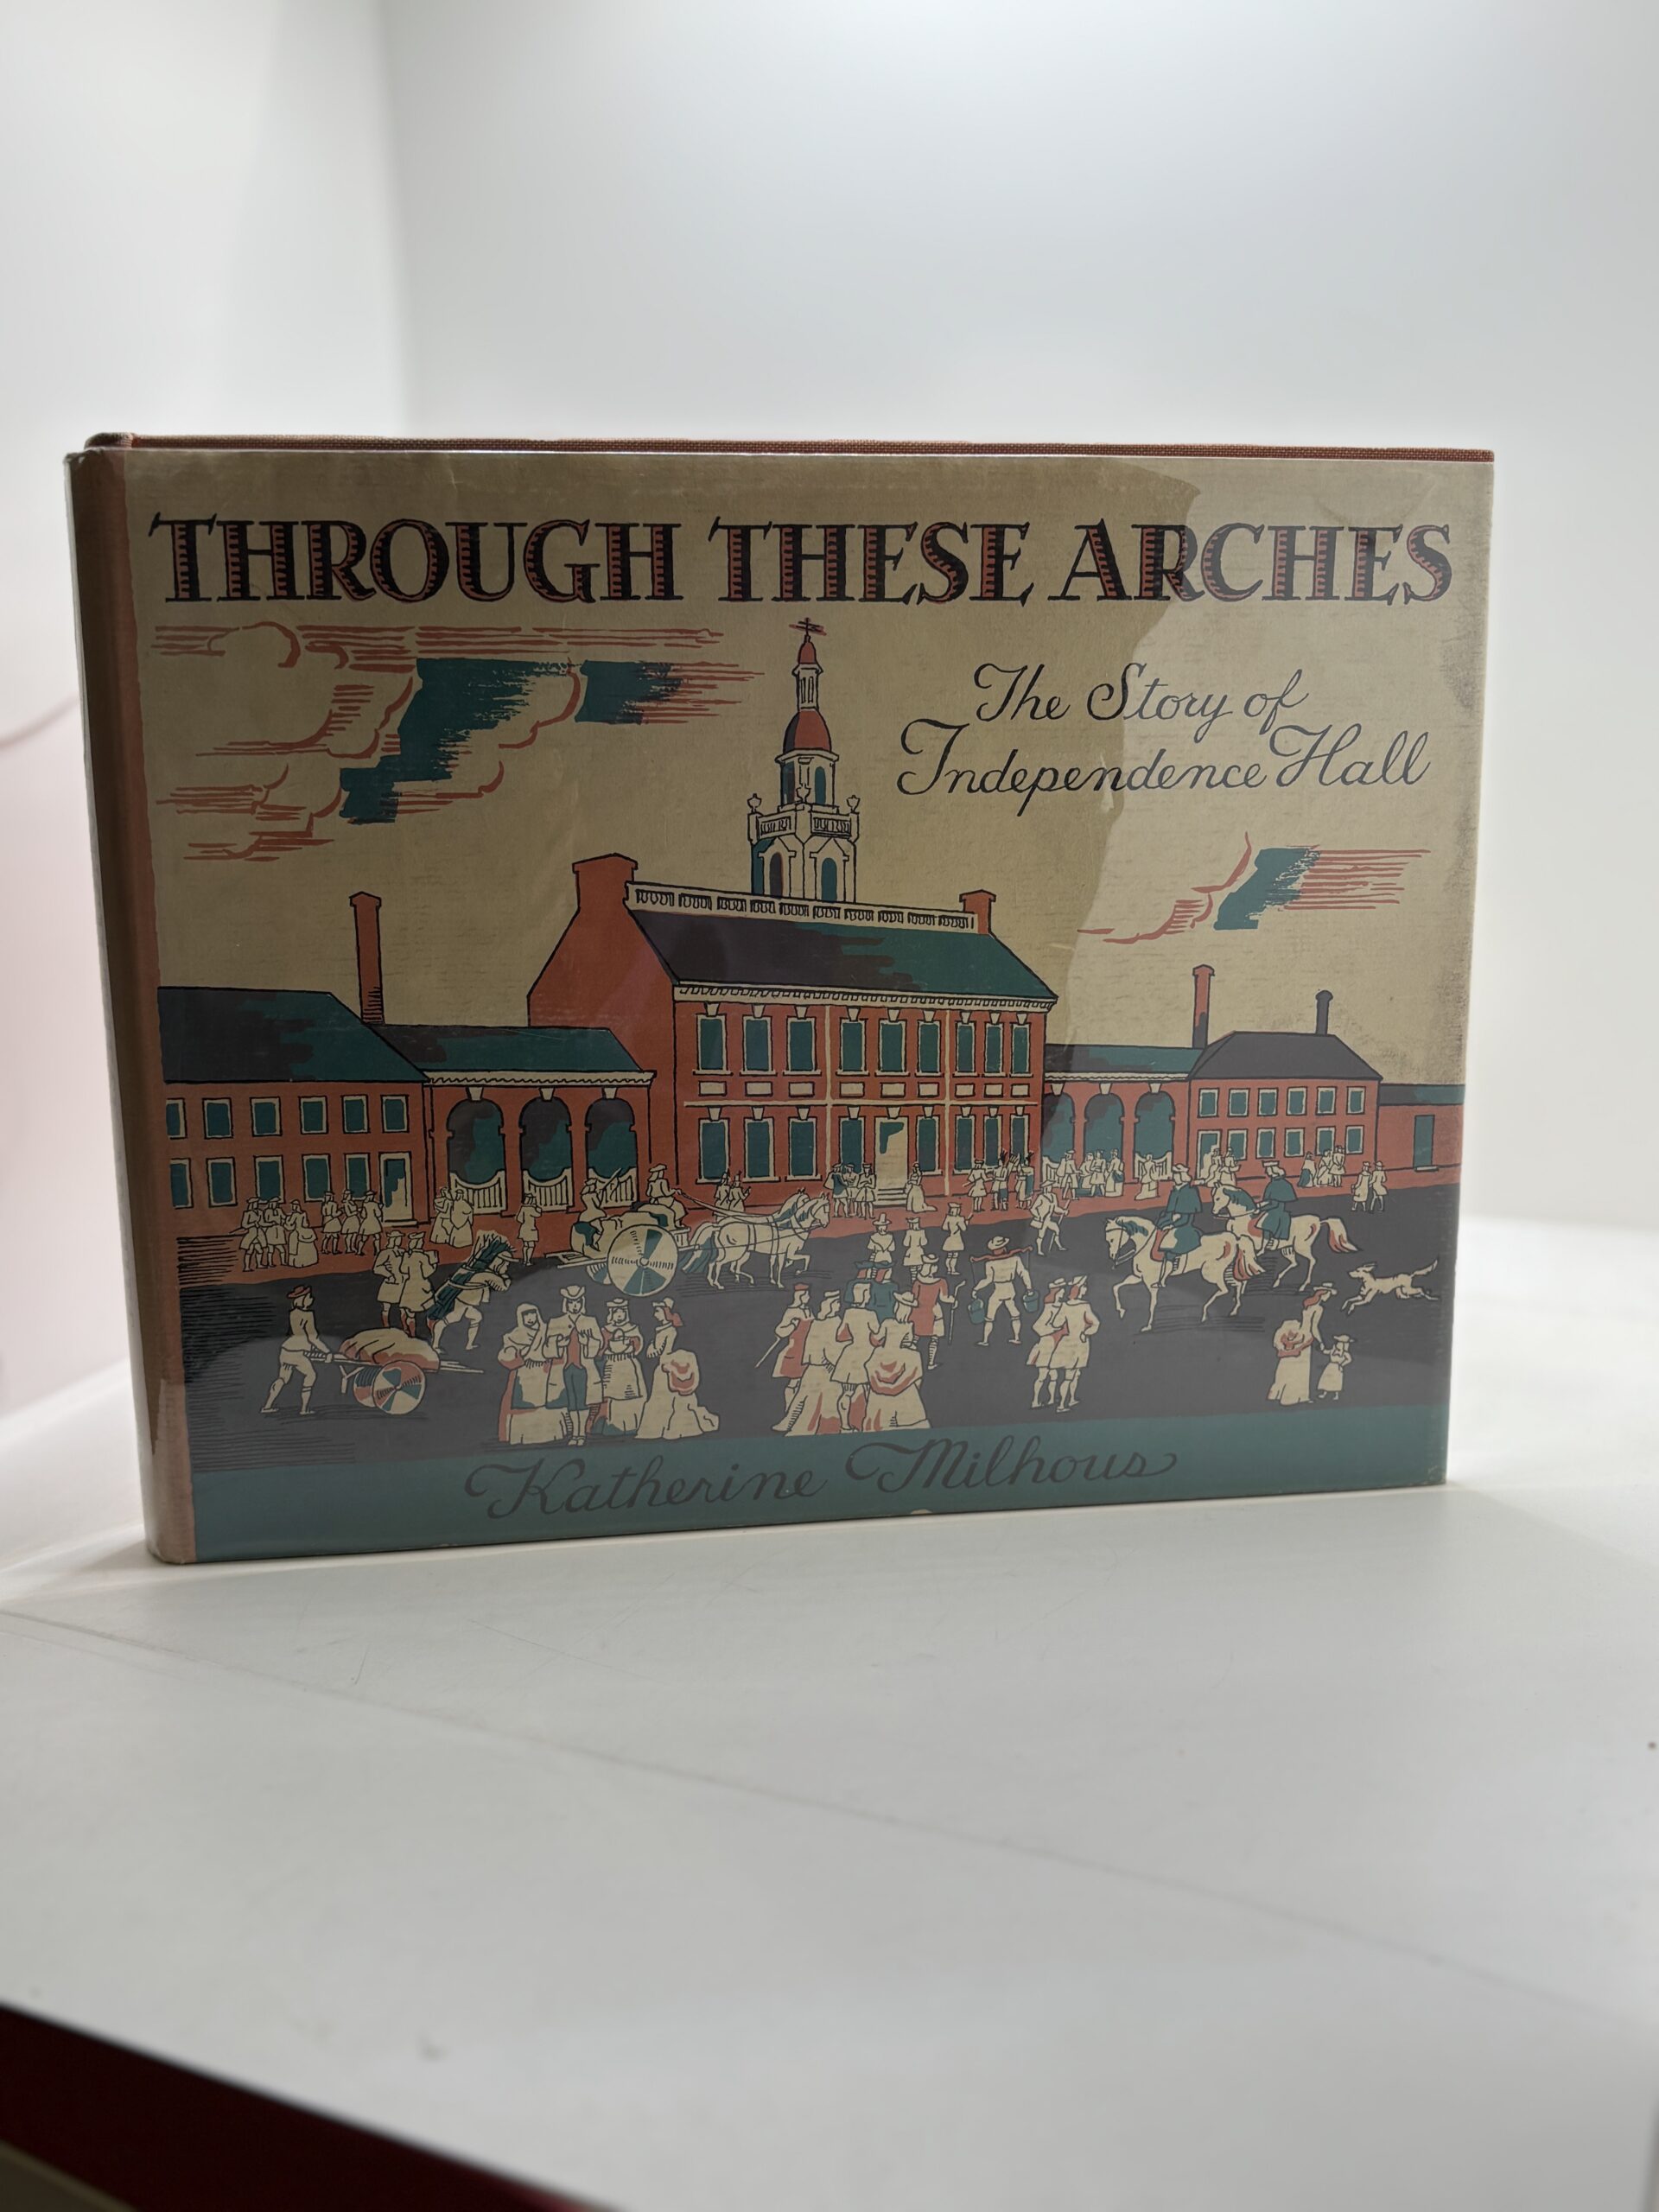 THROUGH THESE ARCHES
The Story of
Independence Hall
Katherine Milhous